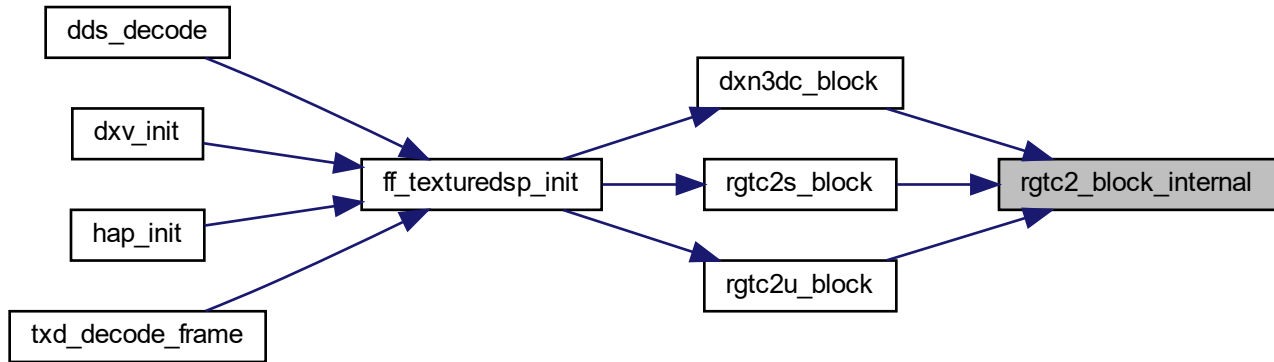 dds_decode
dxv_init
hap_init
txd_decode_frame
ff_texturedsp_init
dxn3dc_block
rgtc2s_block
rgtc2u_block
rgtc2_block_internal